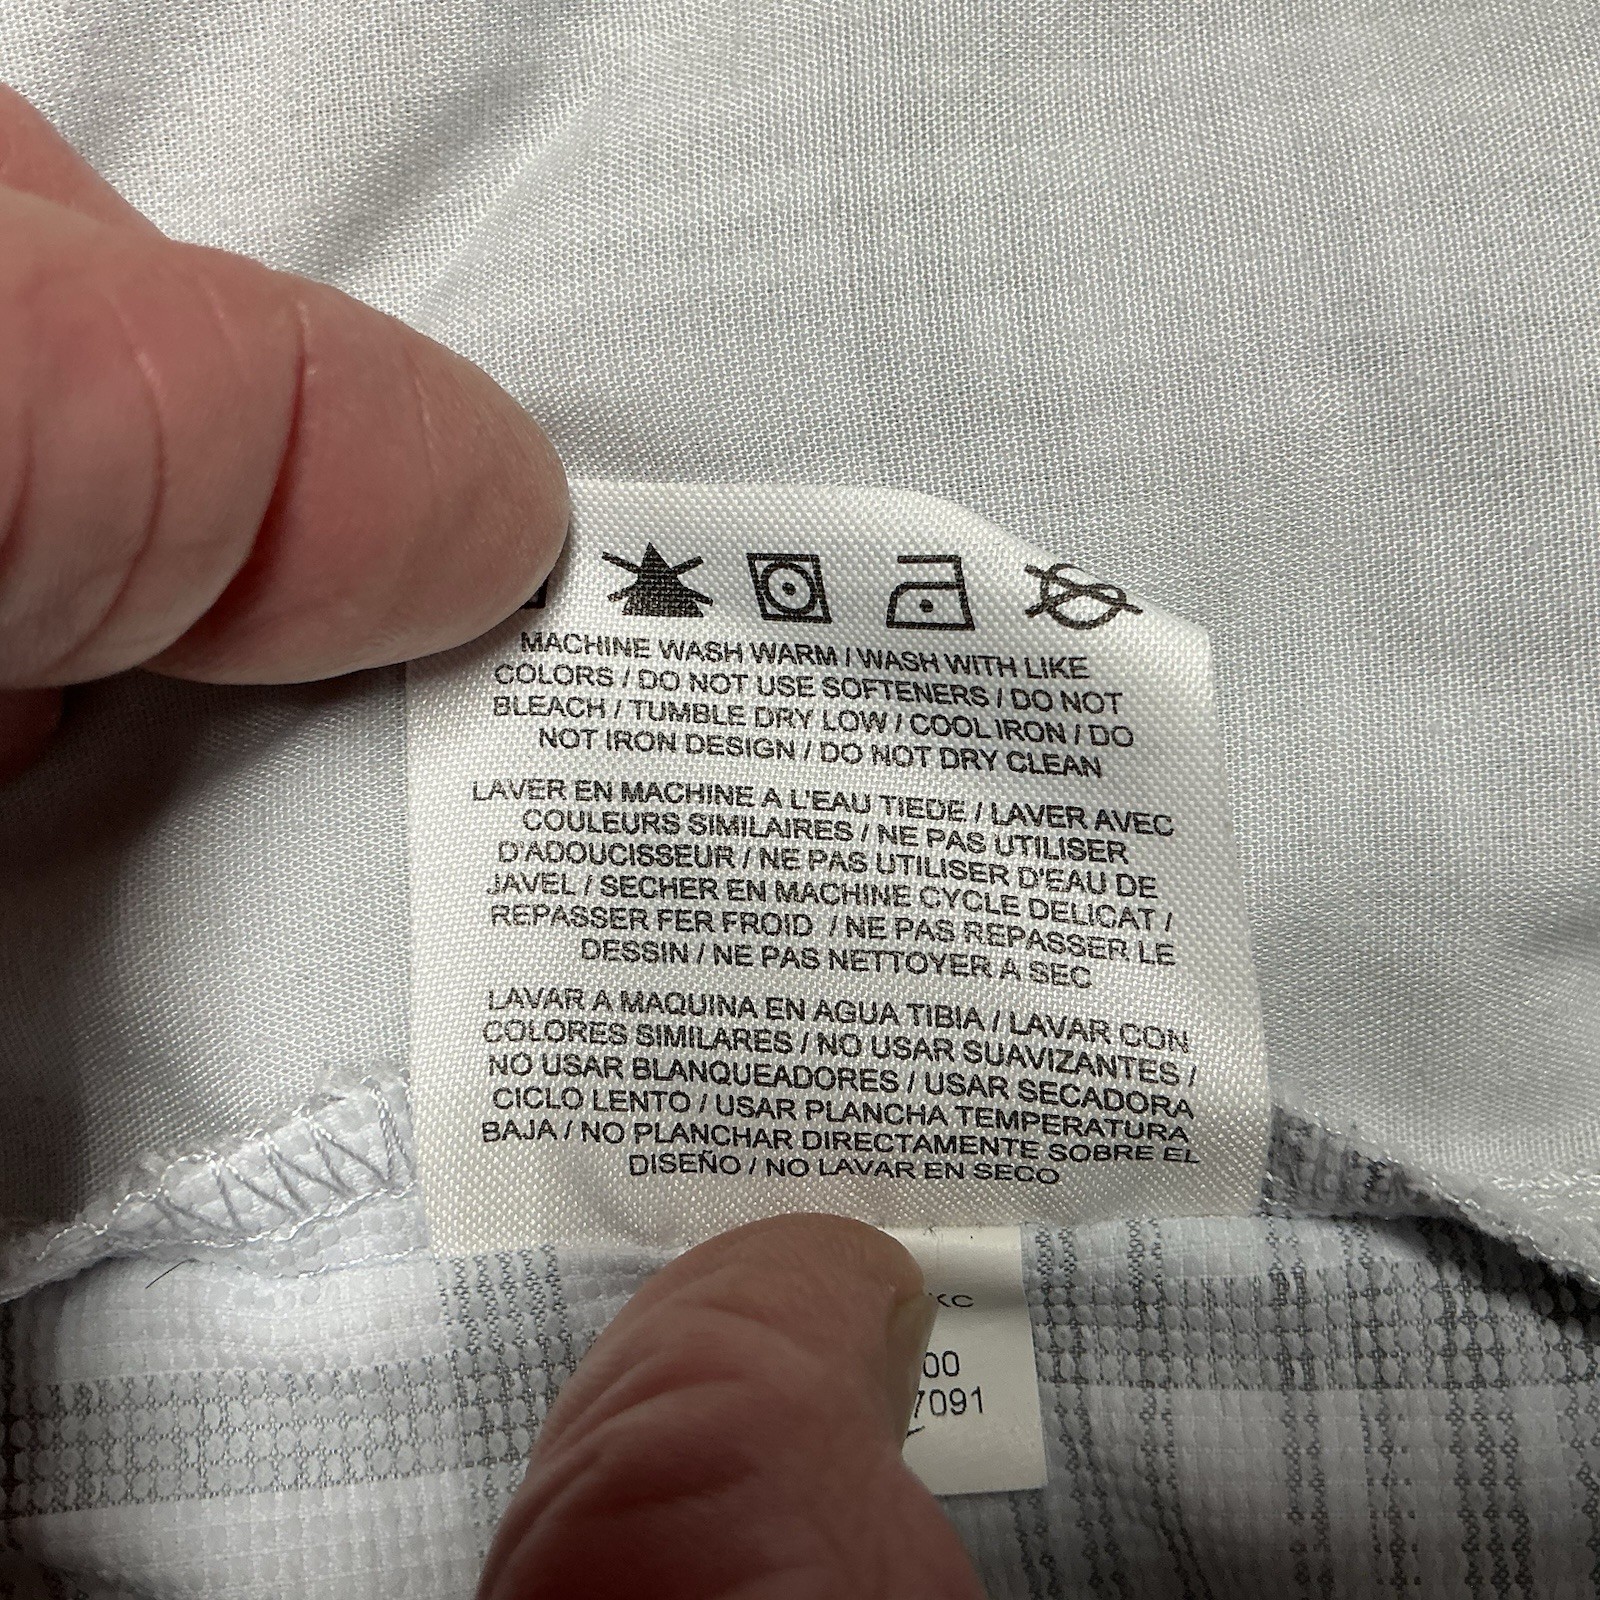 MACHINE WASH WARM / WASH WITH LIKE
COLORS / DO NOT USE SOFTENERS / DO NOT
BLEACH / TUMBLE DRY LOW / COOL IRON / DO
NOT IRON DESIGN / DO NOT DRY CLEAN
LAVER EN MACHINE A L'EAU TIEDE / LAVER AVEC
COULEURS SIMILAIRES / NE PAS UTILISER
D'ADOUCISSEUR / NE PAS UTILISER D'EAU DE
JAVEL / SECHER EN MACHINE CYCLE DELICAT /
REPASSER FER FROID / NE PAS REPASSER LE
DESSIN / NE PAS NETTOYER A SEC
LAVAR A MAQUINA EN AGUA TIBIA / LAVAR CON
COLORES SIMILARES / NO USAR SUAVIZANTES /
NO USAR BLANQUEADORES / USAR SECADORA
CICLO LENTO / USAR PLANCHA TEMPERATURA
BAJA / NO PLANCHAR DIRECTAMENTE SOBRE EL
DISEÑO / NO LAVAR EN SECO
KC
00
7091